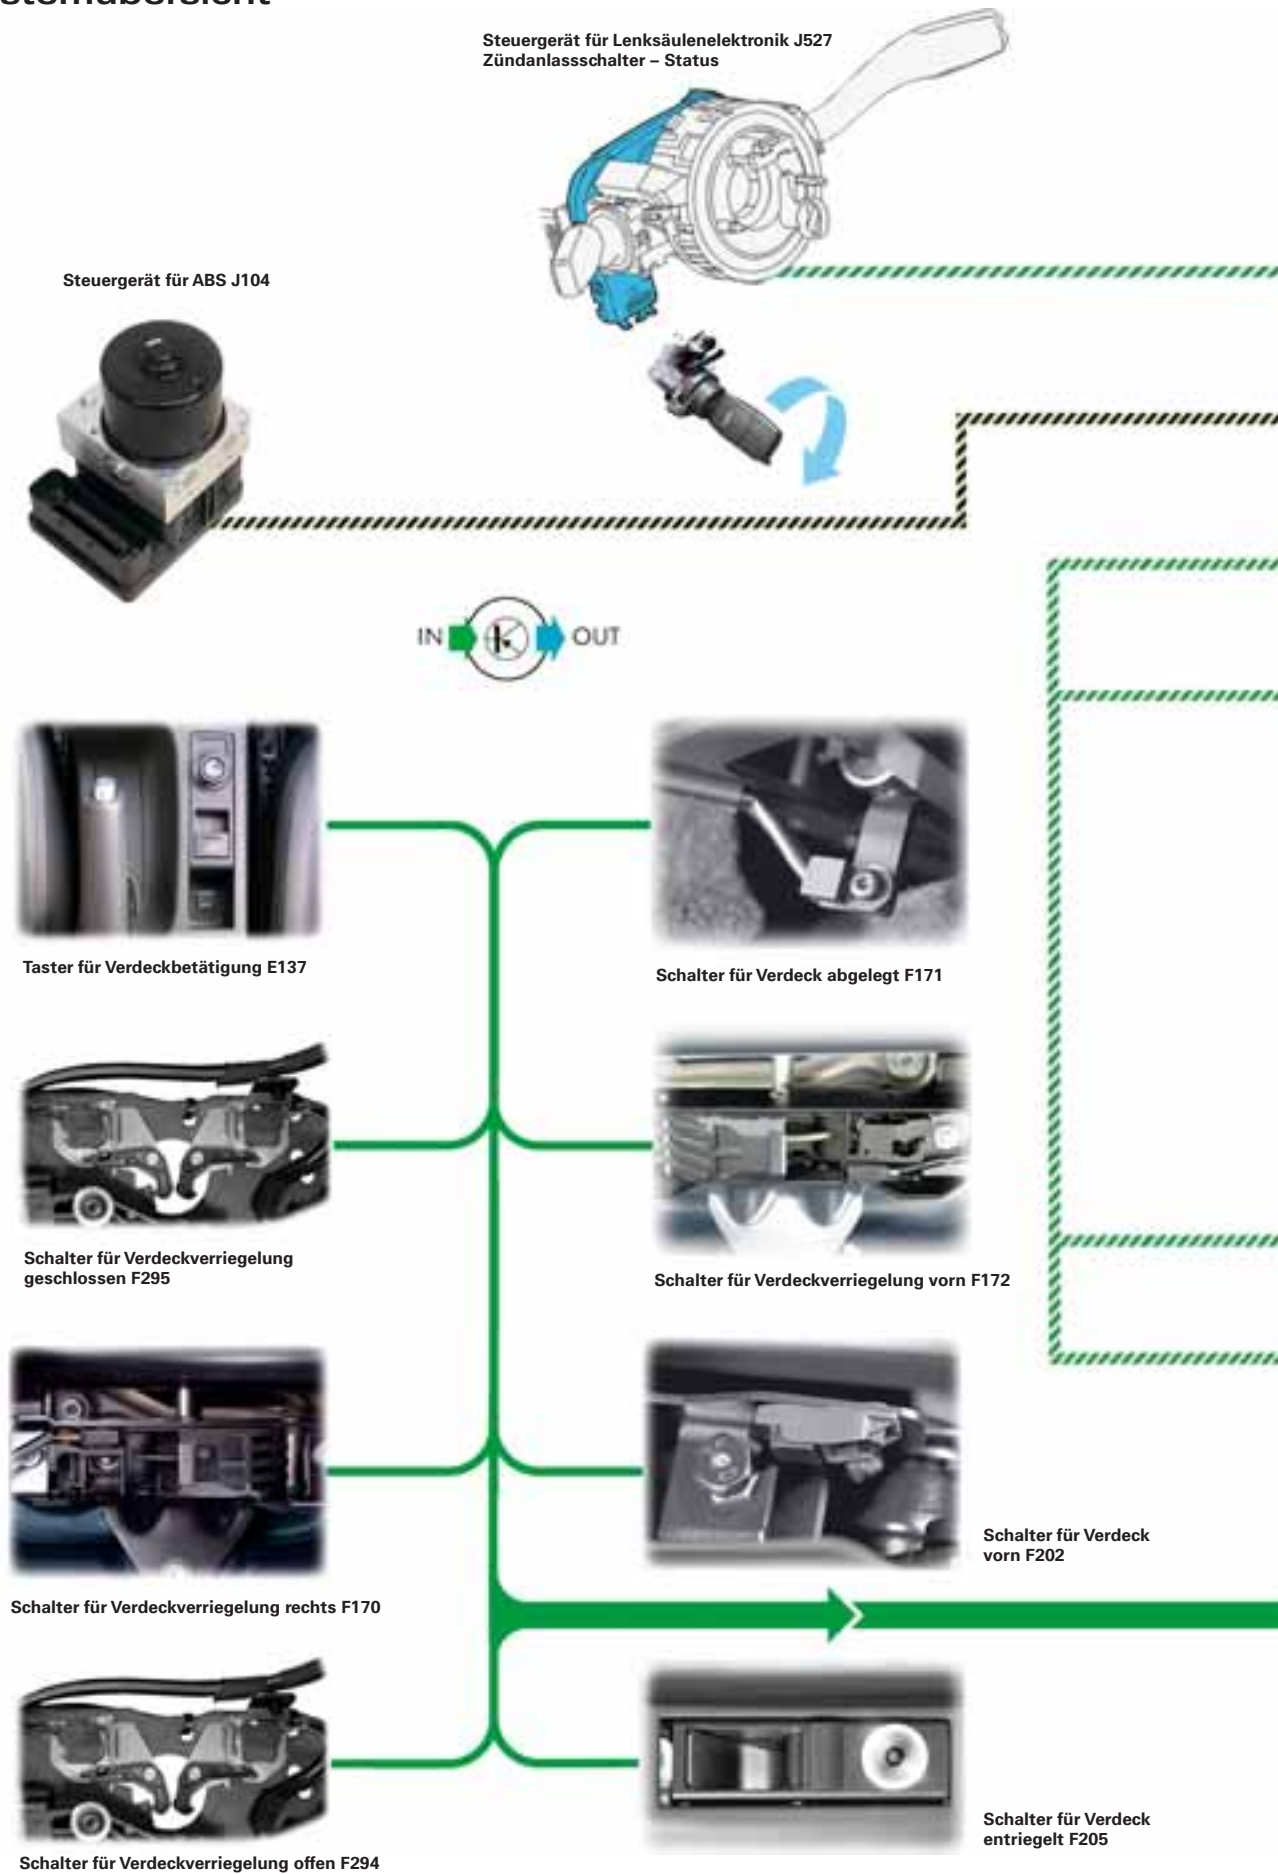 Steuergerät für Lenksäulenelektronik J527
Zündanlassschalter – Status
Steuergerät für ABS J104
IN
OUT
Taster für Verdeckbetätigung E137
Schalter für Verdeck abgelegt F171
Schalter für Verdeckverriegelung
geschlossen F295
Schalter für Verdeckverriegelung vorn F172
Schalter für Verdeckverriegelung rechts F170
Schalter für Verdeck
vorn F202
Schalter für Verdeckverriegelung offen F294
Schalter für Verdeck
entriegelt F205